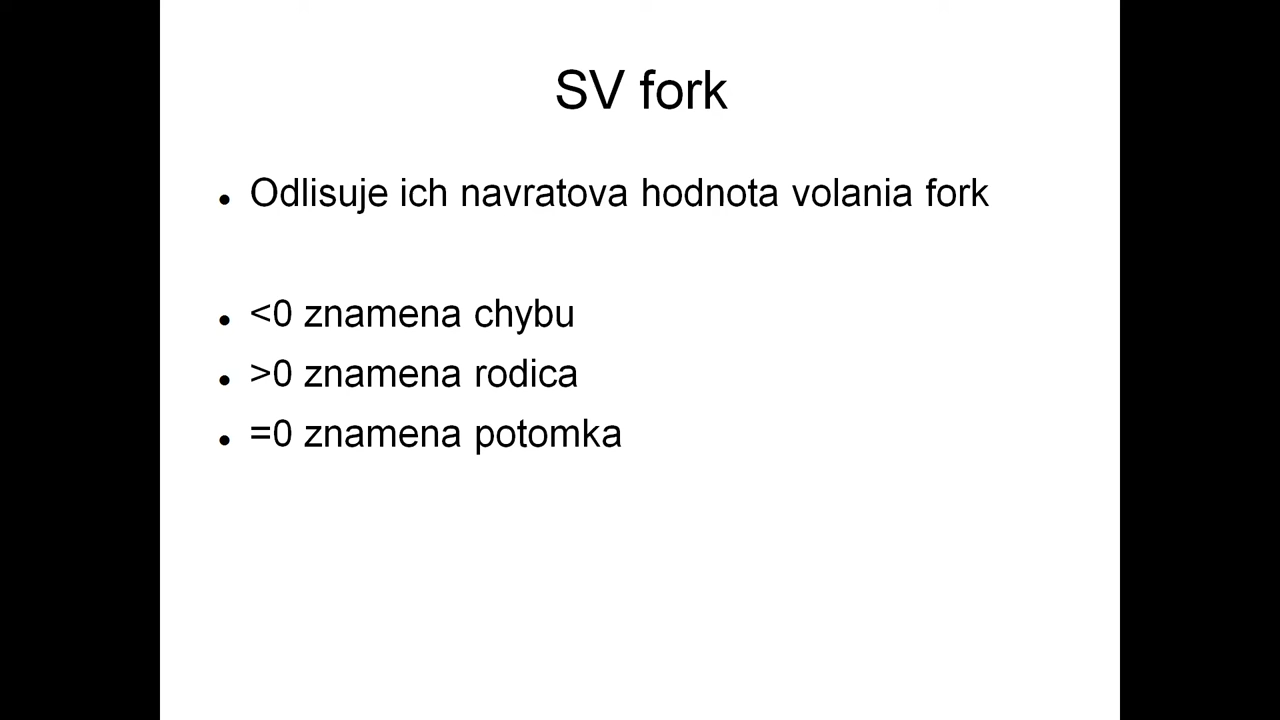 SV fork
Odlisuje ich navratova hodnota volania fork
<0 znamena chybu
>0 znamena rodica
=0 znamena potomka